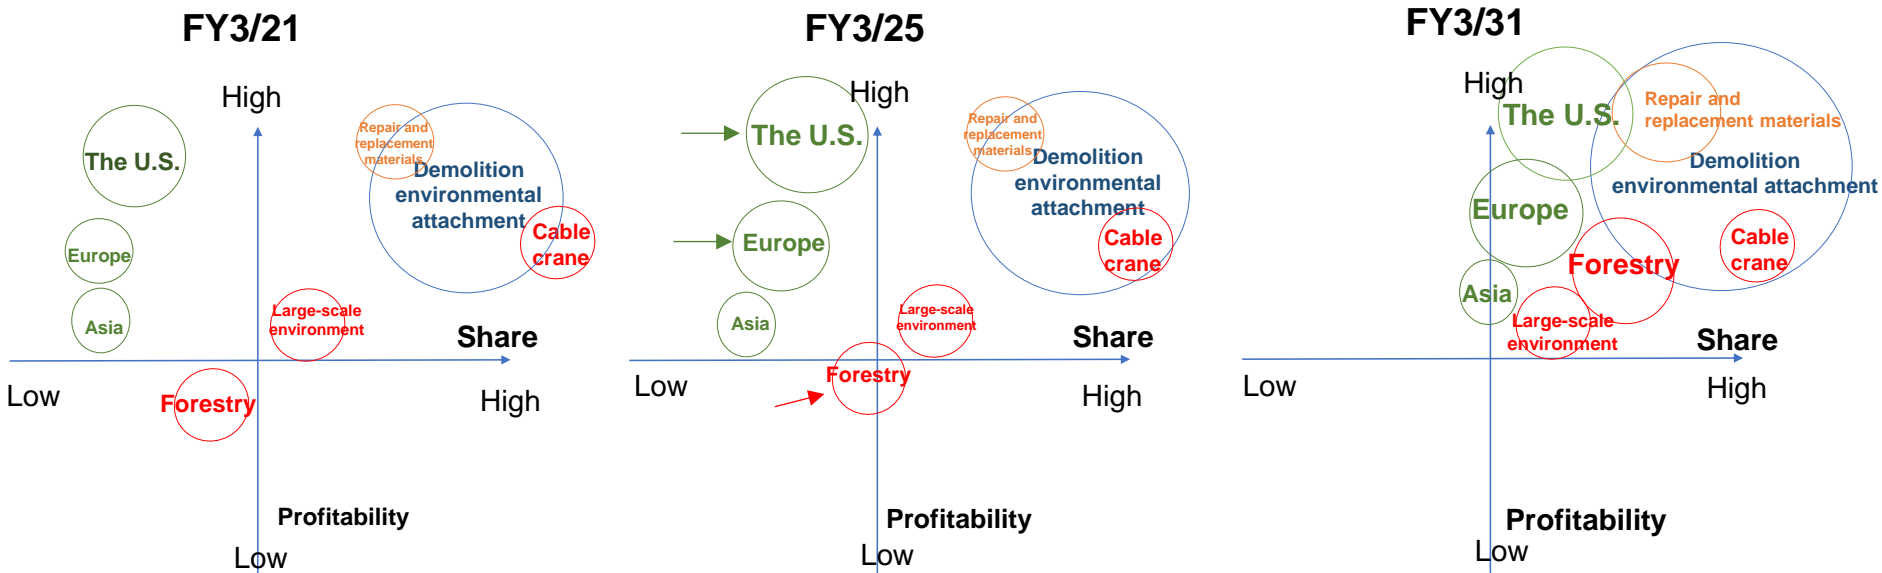 FY3/21
High
The U.S.
Repair and
replacement
materials
Demolition
environmental
attachment
Cable
crane
Europe
Asia
Large-scale
environment
Share
Low
High
Forestry
Profitability
Low
FY3/25
High
The U.S.
Repair and
replacement
materials
Demolition
environmental
attachment
Cable
crane
Europe
Asia
Large-scale
environment
Share
Low
High
Forestry
Profitability
Low
FY3/31
High
The U.S.
Repair and
replacement materials
Demolition
environmental attachment
Europe
Cable
crane
Forestry
Asia
Large-scale
environment
Share
Low
High
Profitability
Low